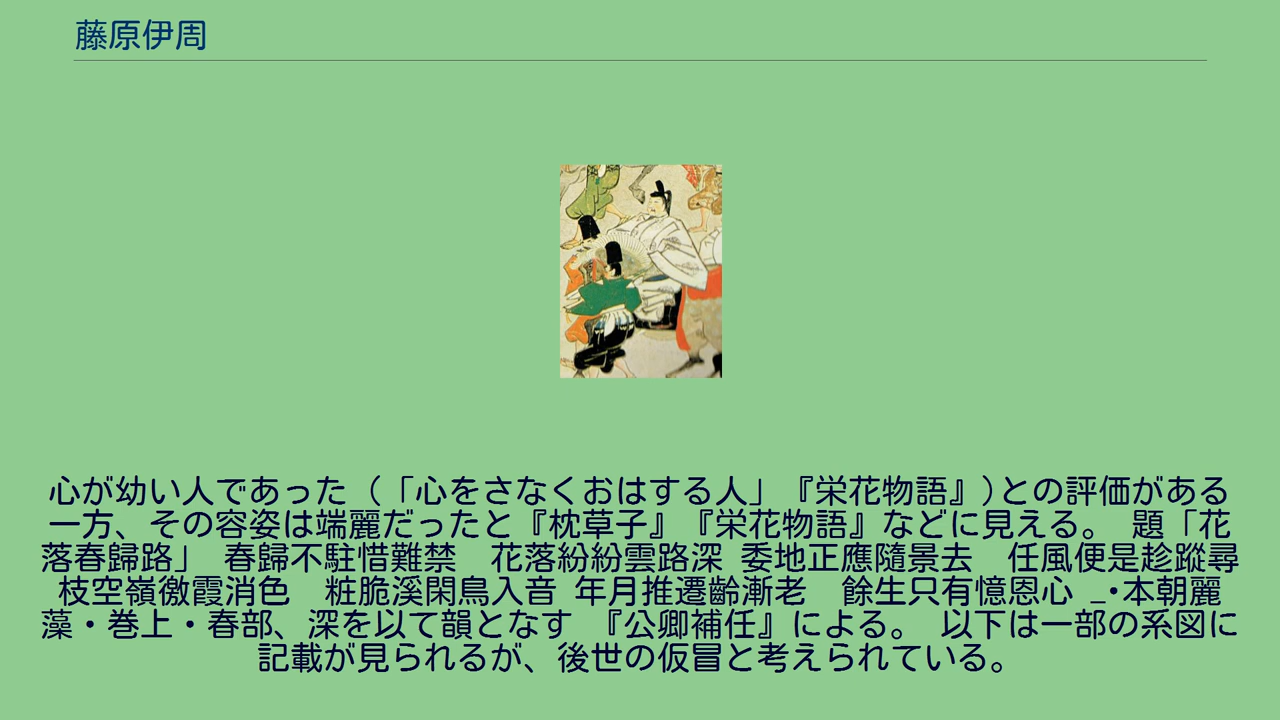 藤原伊周
心が幼い人であった（「心をさなくおはする人」『栄花物語』)との評価がある
一方、その容姿は端麗だったと『枕草子』『栄花物語』などに見える。 題「花
落春歸路」 春歸不駐惜難禁　花落紛紛雲路深 委地正應隨景去　任風便是趁蹤尋
枝空嶺徼霞消色　粧脆溪閑鳥入音 年月推遷齡漸老　餘生只有憶恩心 _・本朝麗
藻・巻上・春部、深を以て韻となす 『公卿補任』による。 以下は一部の系図に
記載が見られるが、後世の仮冒と考えられている。